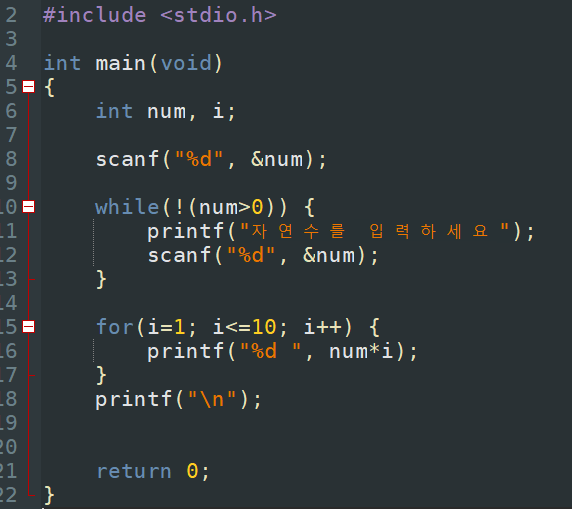 2 #include <stdio.h>
3
4 int main(void)
5 {
6 int num, i;
7
8 scanf("%d", &num);
9
10 while(!(num>0)) {
11 printf("자연수를 입력하세요");
12 scanf("%d", &num);
13 }
14
15 for(i=1; i<=10; i++) {
16 printf("%d ", num*i);
17 }
18 printf("\n");
19
20
21 return 0;
22 }